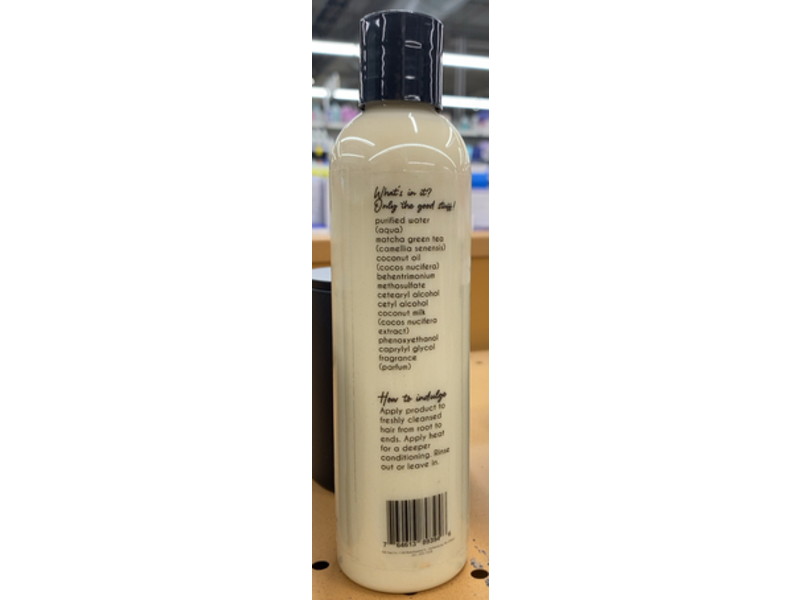 What's in it?
Only the good stuff!
purified water
(aqua)
matcha green tea
(camellia senensis)
coconut oil
(cocos nucifera)
behentrimonium
methosulfate
cetearyl alcohol
cetyl alcohol
coconut milk
(cocos nucifera
extract)
phenoxyethanol
caprylyl glycol
fragrance
(parfum)
How to indulge
Apply product to
freshly cleansed
hair from root to
ends. Apply heat
for a deeper
conditioning. Rinse
out or leave in.